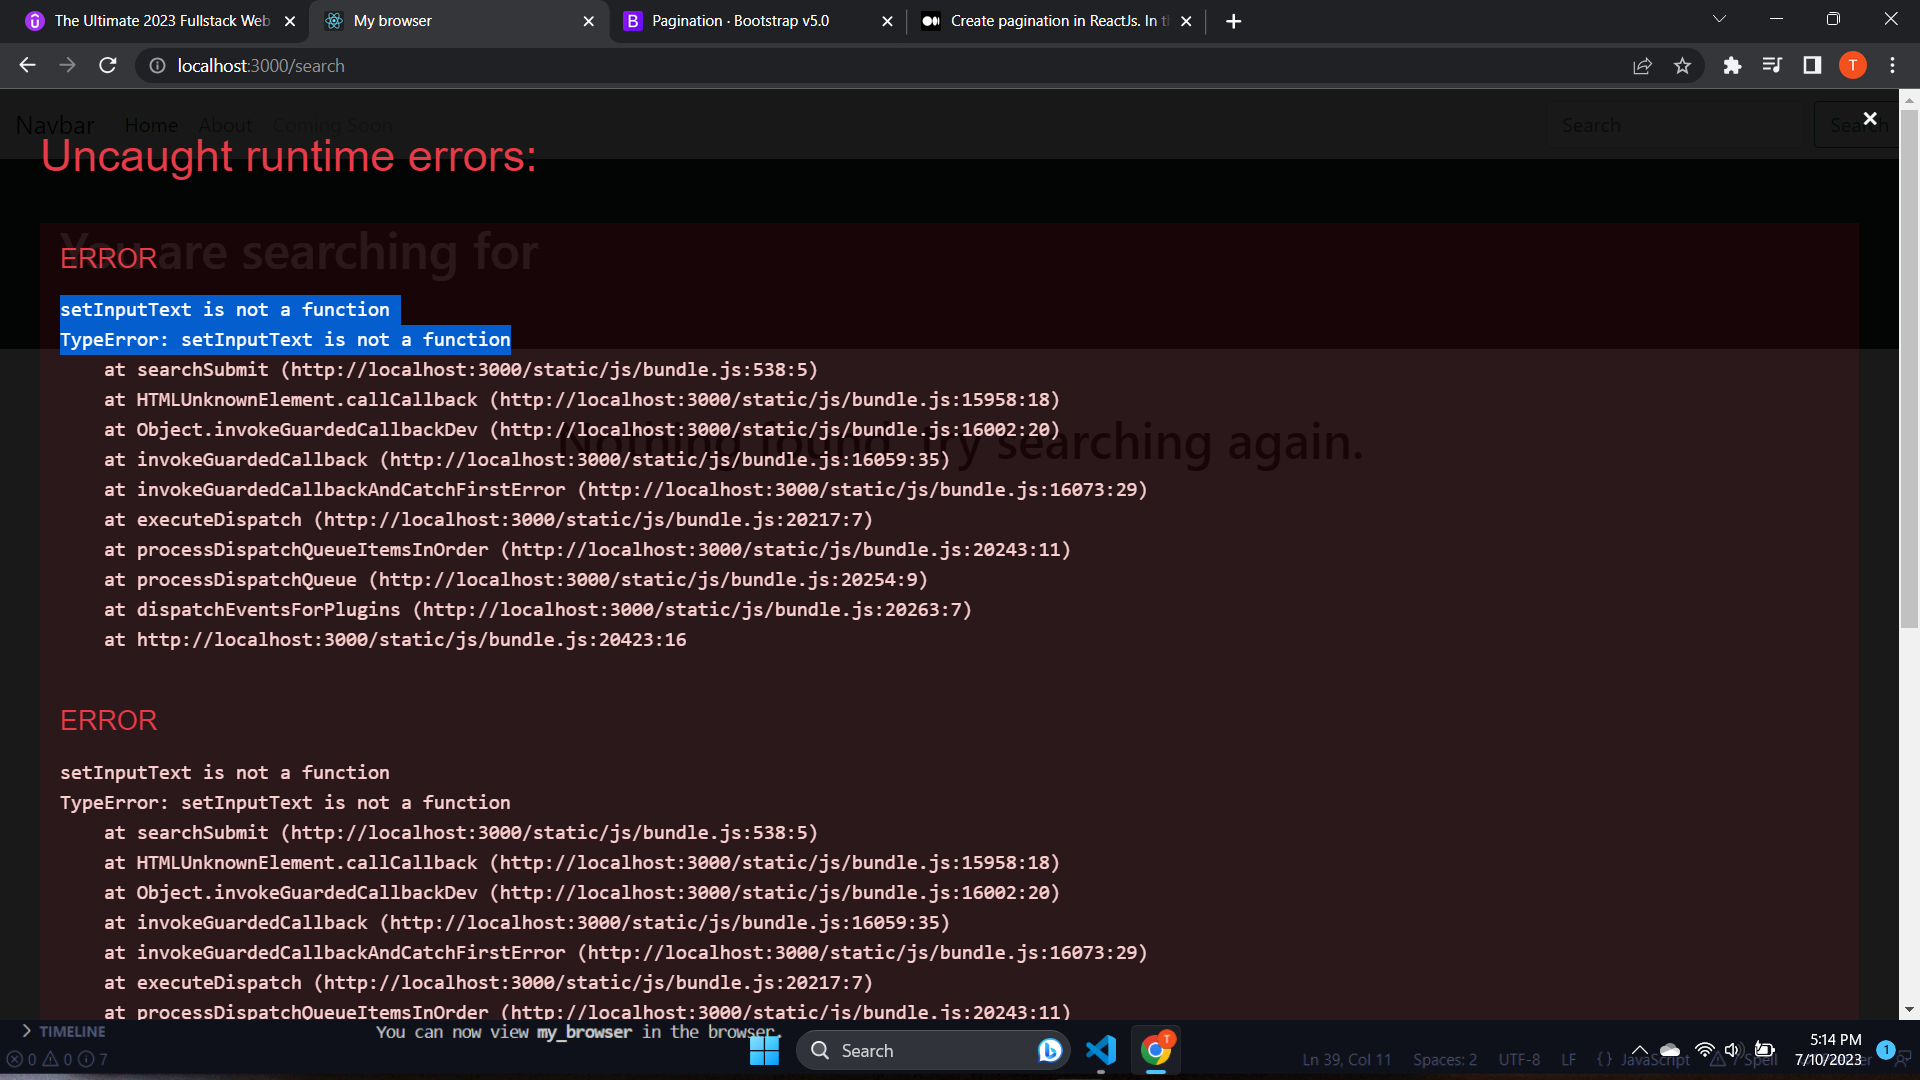 The Ultimate 2023 Fullstack Web
My browser
Pagination · Bootstrap v5.0
Create pagination in ReactJs. In t
localhost:3000/search
T
Navbar Home About Coming Soon Search Search
Uncaught runtime errors:
You are searching for
ERROR
setInputText is not a function
TypeError: setInputText is not a function
at searchSubmit (http://localhost:3000/static/js/bundle.js:538:5)
at HTMLUnknownElement.callCallback (http://localhost:3000/static/js/bundle.js:15958:18)
at Object.invokeGuardedCallbackDev (http://localhost:3000/static/js/bundle.js:16002:20)
Nothing found, try searching again.
at invokeGuardedCallback (http://localhost:3000/static/js/bundle.js:16059:35)
at invokeGuardedCallbackAndCatchFirstError (http://localhost:3000/static/js/bundle.js:16073:29)
at executeDispatch (http://localhost:3000/static/js/bundle.js:20217:7)
at processDispatchQueueItemsInOrder (http://localhost:3000/static/js/bundle.js:20243:11)
at processDispatchQueue (http://localhost:3000/static/js/bundle.js:20254:9)
at dispatchEventsForPlugins (http://localhost:3000/static/js/bundle.js:20263:7)
at http://localhost:3000/static/js/bundle.js:20423:16
ERROR
setInputText is not a function
TypeError: setInputText is not a function
at searchSubmit (http://localhost:3000/static/js/bundle.js:538:5)
at HTMLUnknownElement.callCallback (http://localhost:3000/static/js/bundle.js:15958:18)
at Object.invokeGuardedCallbackDev (http://localhost:3000/static/js/bundle.js:16002:20)
at invokeGuardedCallback (http://localhost:3000/static/js/bundle.js:16059:35)
at invokeGuardedCallbackAndCatchFirstError (http://localhost:3000/static/js/bundle.js:16073:29)
at executeDispatch (http://localhost:3000/static/js/bundle.js:20217:7)
at processDispatchQueueItemsInOrder (http://localhost:3000/static/js/bundle.js:20243:11)
TIMELINE
You can now view my_browser in the browser.
0 0 7
Search
T
Ln 39, Col 11 Spaces: 2 UTF-8 LF {} JavaScript 7 Spell
5:14 PM
7/10/2023
1